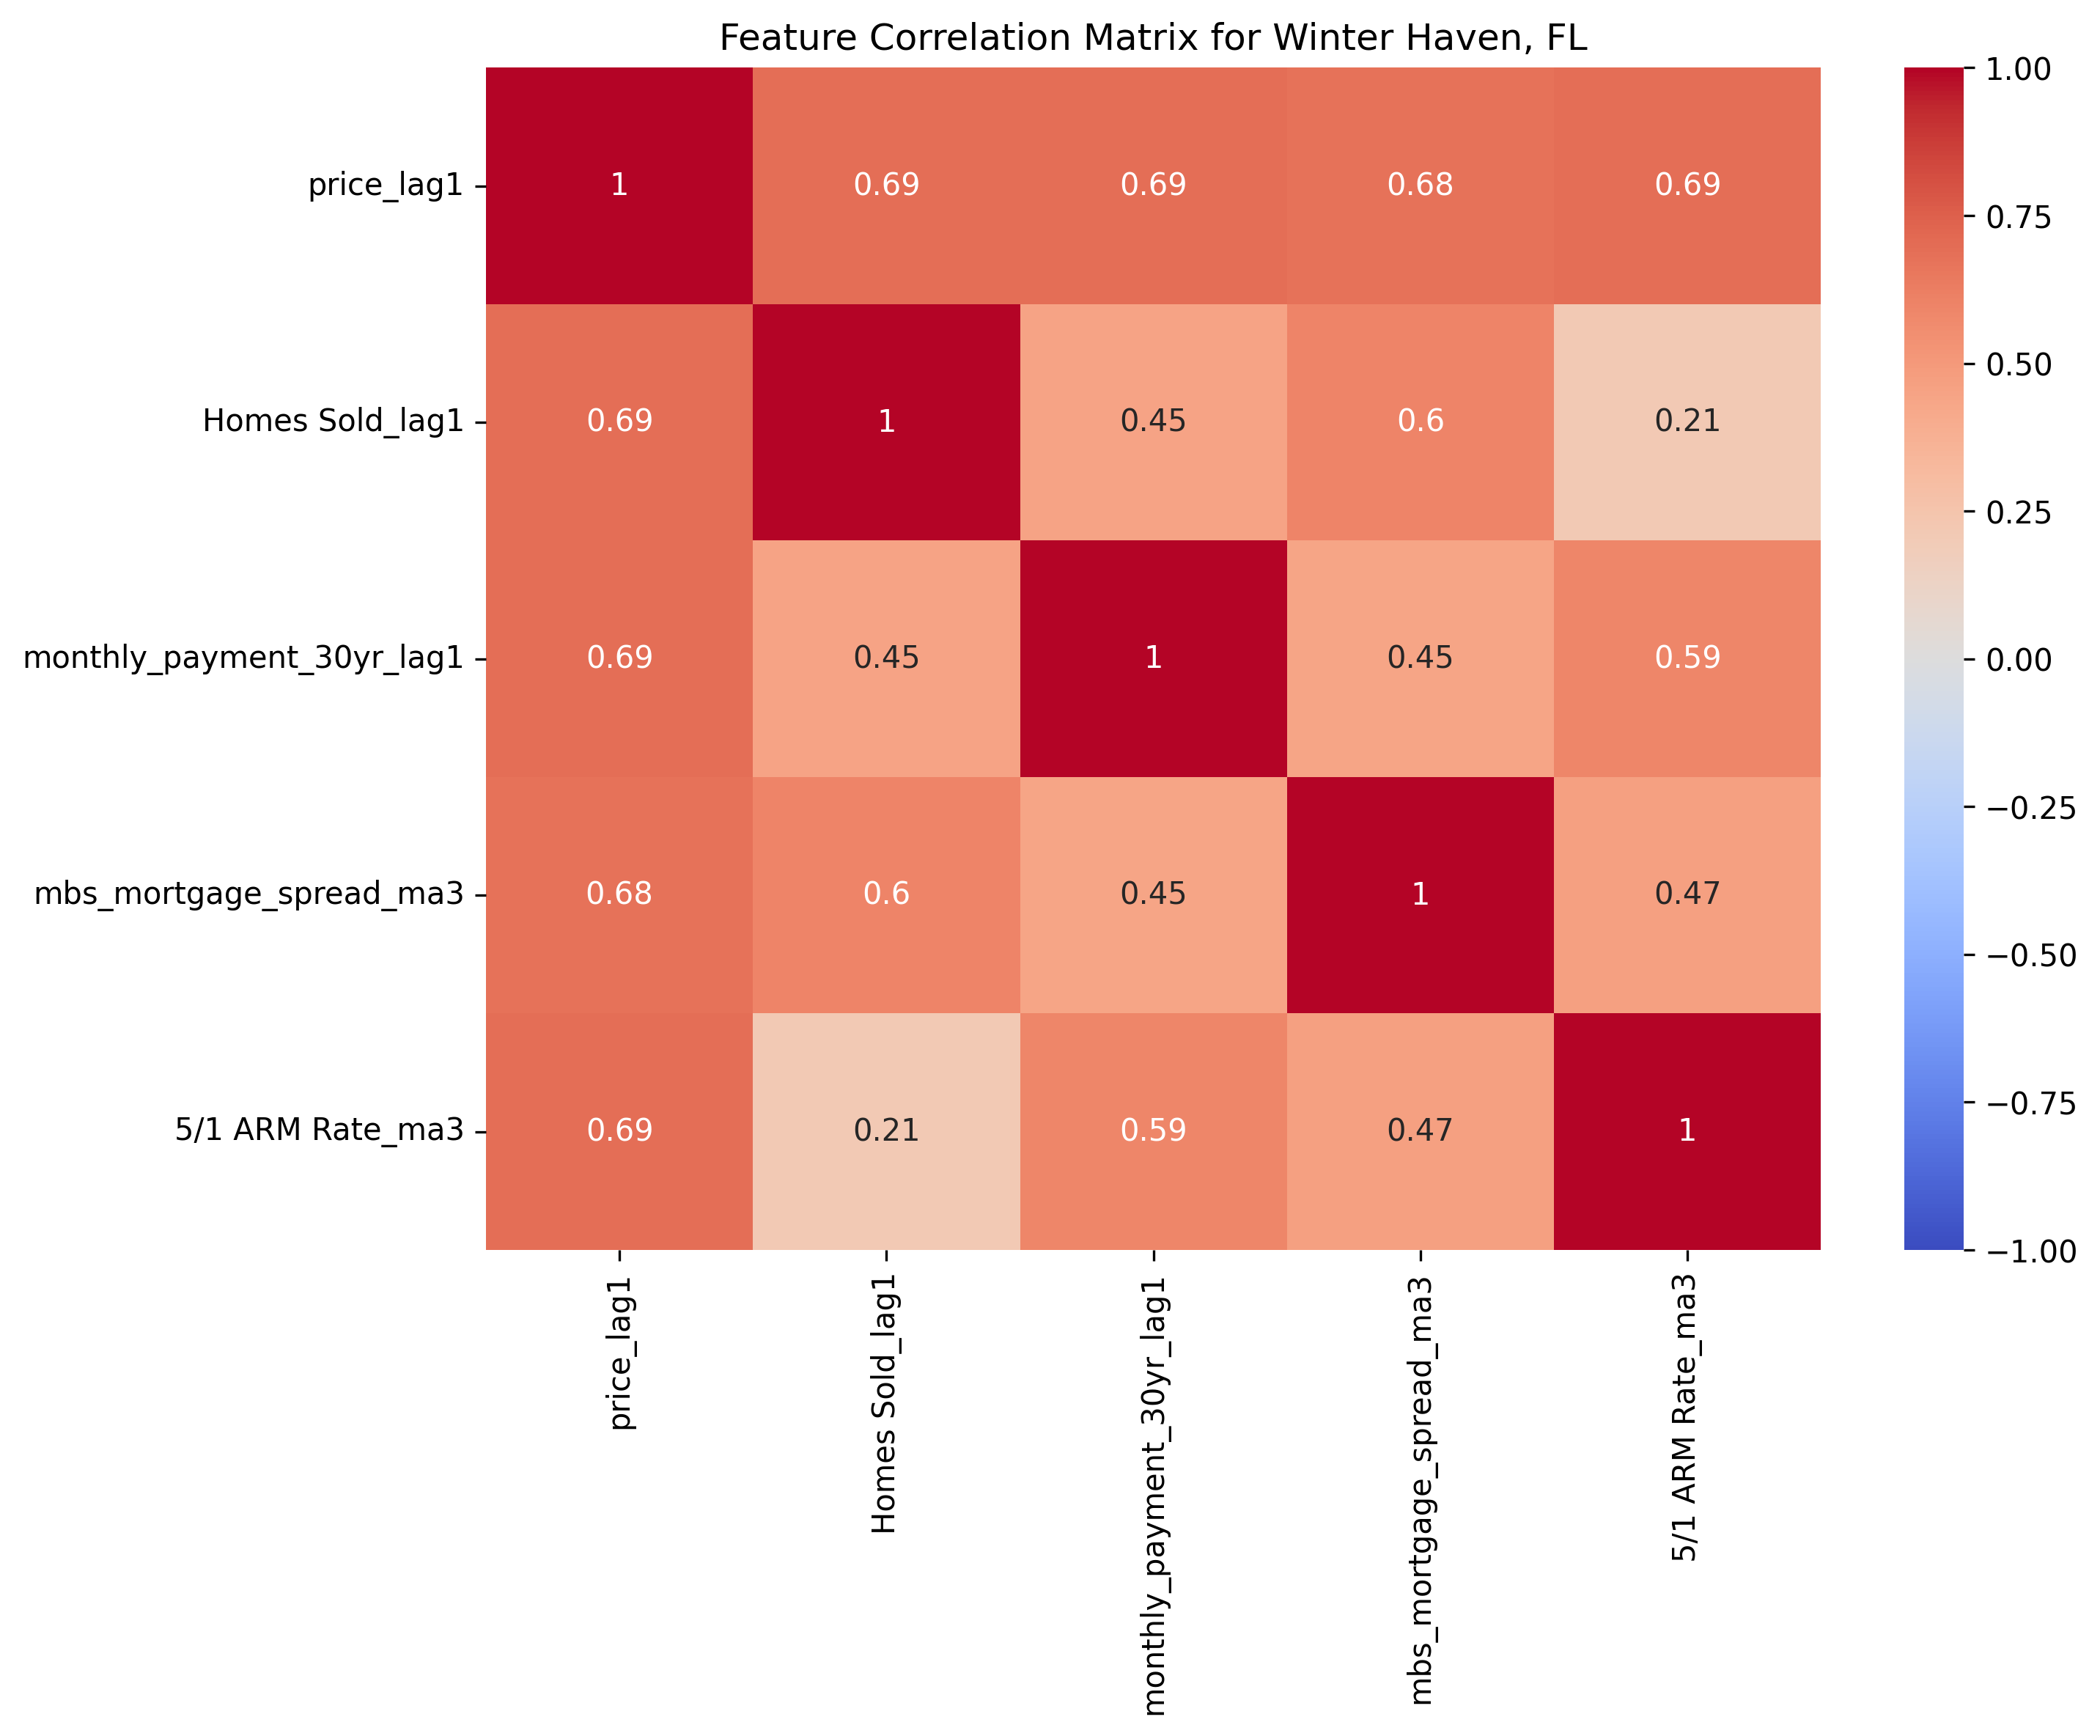 Feature Correlation Matrix for Winter Haven, FL
price_lag1 1 0.69 0.69 0.68 0.69
Homes Sold_lag1 0.69 1 0.45 0.6 0.21
monthly_payment_30yr_lag1 0.69 0.45 1 0.45 0.59
mbs_mortgage_spread_ma3 0.68 0.6 0.45 1 0.47
5/1 ARM Rate_ma3 0.69 0.21 0.59 0.47 1
price_lag1
Homes Sold_lag1
monthly_payment_30yr_lag1
mbs_mortgage_spread_ma3
5/1 ARM Rate_ma3
1.00
0.75
0.50
0.25
0.00
−0.25
−0.50
−0.75
−1.00